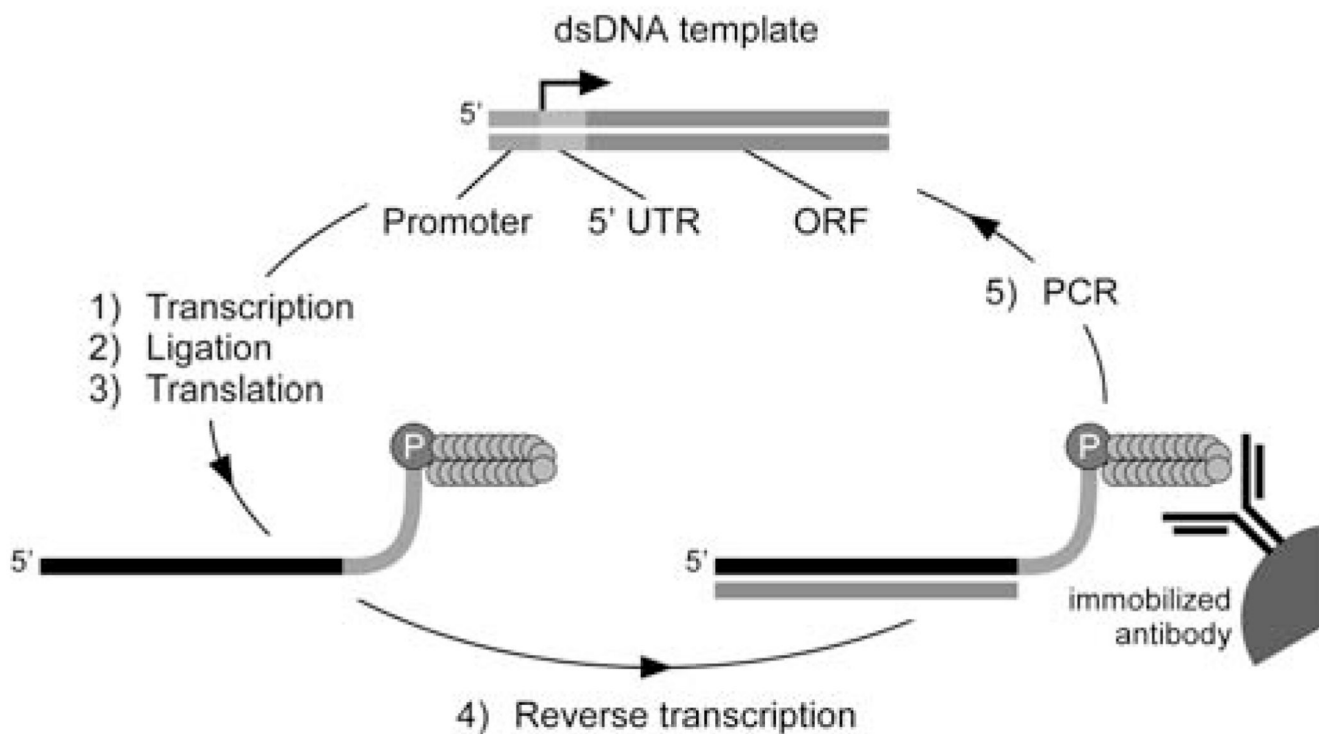 dsDNA template
5'
Promoter 5' UTR ORF
1) Transcription
2) Ligation
3) Translation
5) PCR
P
P
5'
5'
immobilized
antibody
4) Reverse transcription